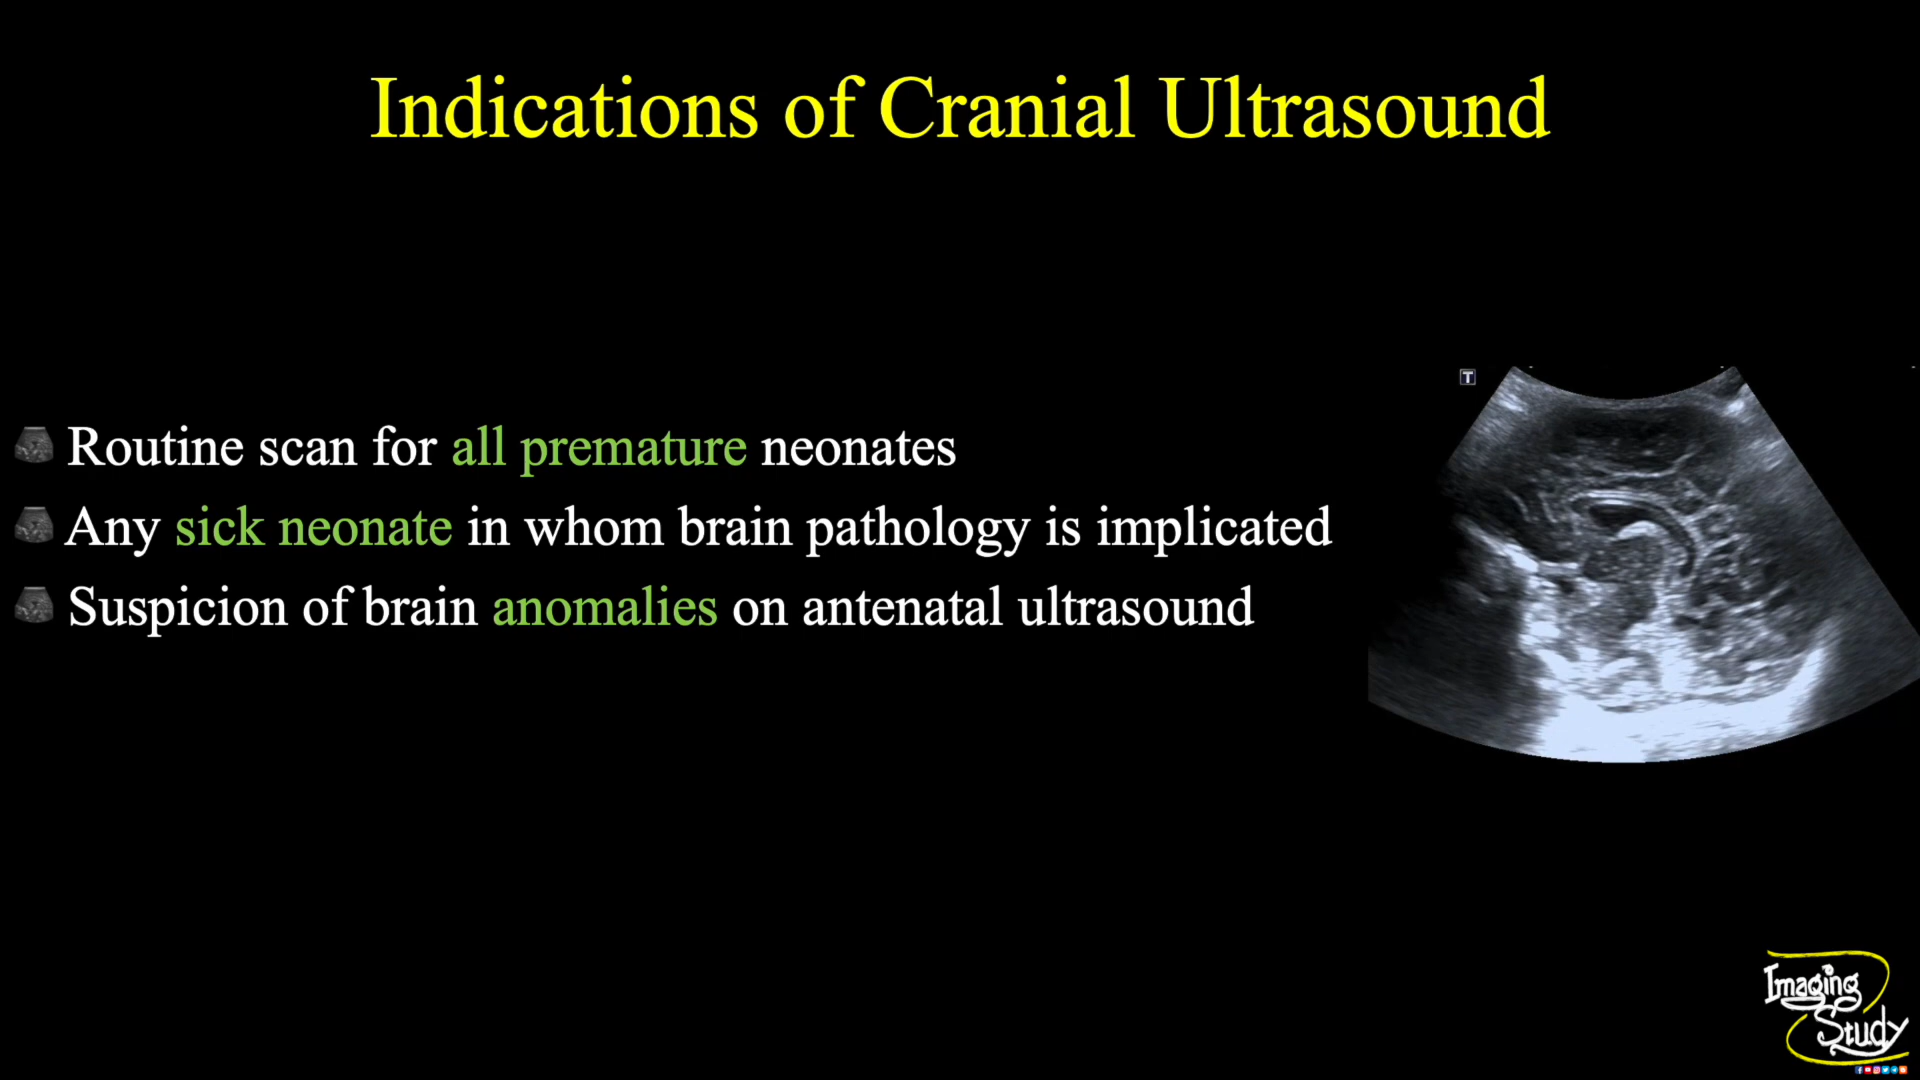 Indications of Cranial Ultrasound
Routine scan for all premature neonates
Any sick neonate in whom brain pathology is implicated
Suspicion of brain anomalies on antenatal ultrasound
T
Imaging
Study